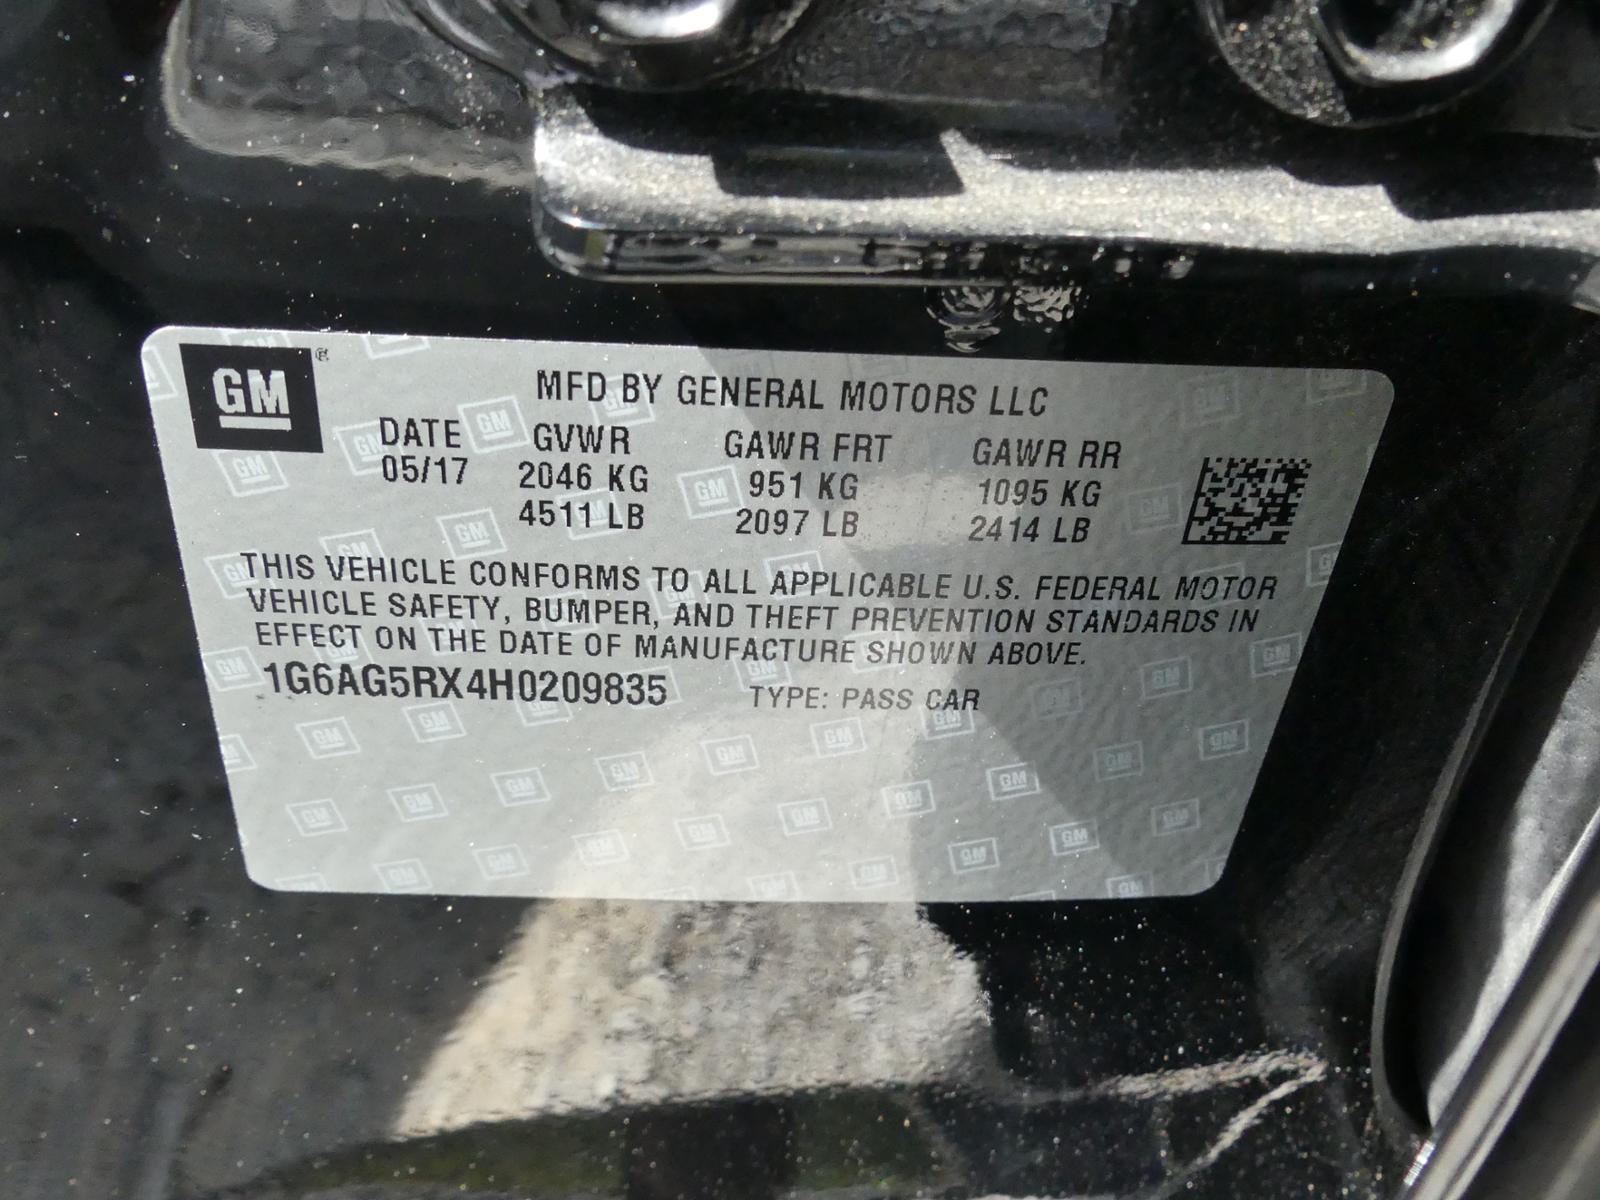 GM ®
MFD BY GENERAL MOTORS LLC
DATE GVWR GAWR FRT GAWR RR
05/17 2046 KG 951 KG 1095 KG
4511 LB 2097 LB 2414 LB
THIS VEHICLE CONFORMS TO ALL APPLICABLE U.S. FEDERAL MOTOR
VEHICLE SAFETY, BUMPER, AND THEFT PREVENTION STANDARDS IN
EFFECT ON THE DATE OF MANUFACTURE SHOWN ABOVE.
1G6AG5RX4H0209835 TYPE: PASS CAR